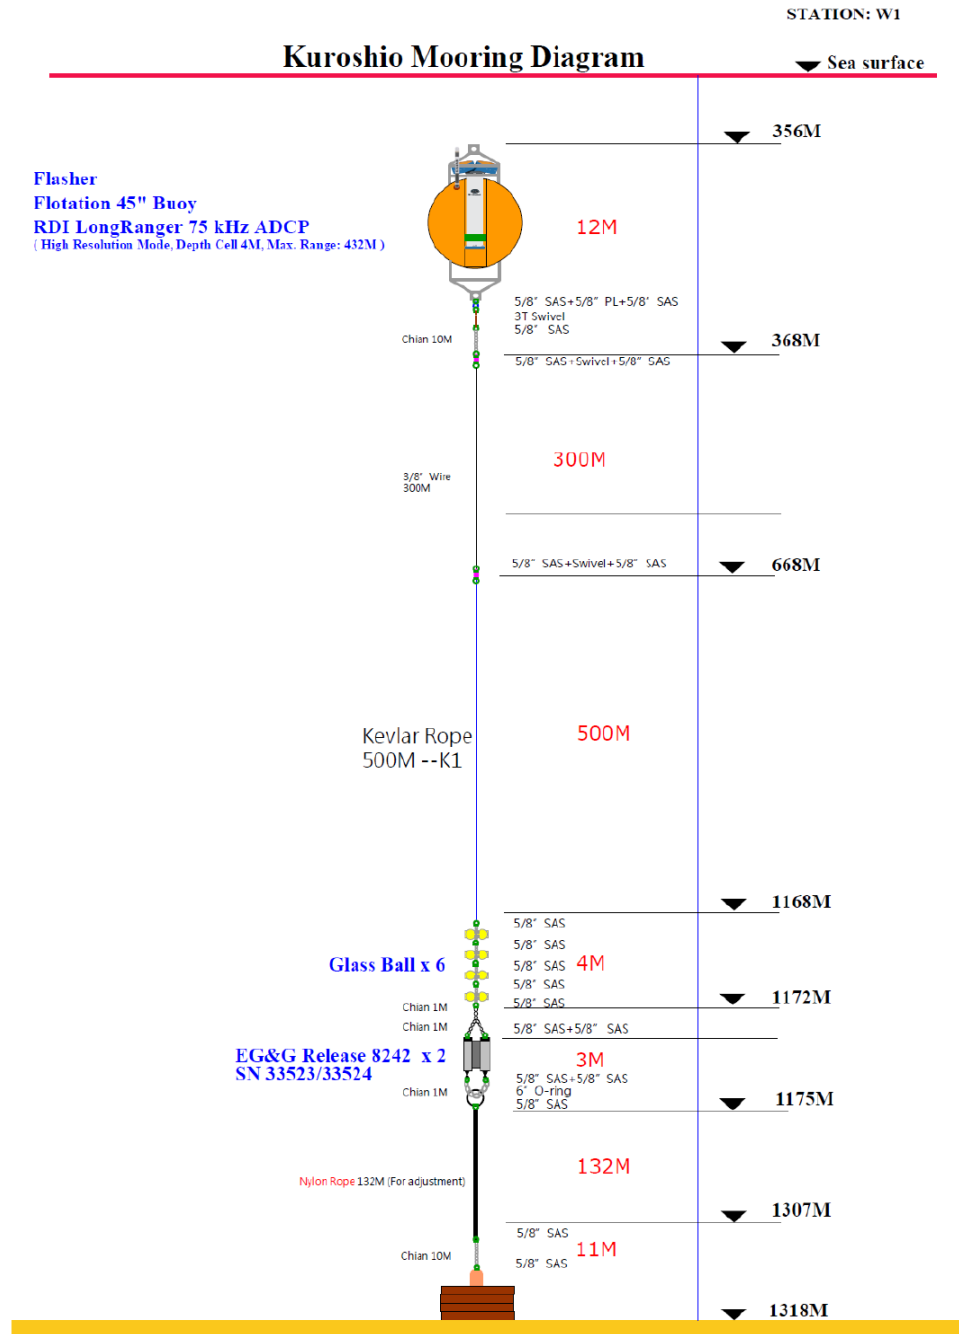 STATION: W1
Kuroshio Mooring Diagram
Sea surface
356M
Flasher
Flotation 45" Buoy
RDI LongRanger 75 kHz ADCP
( High Resolution Mode, Depth Cell 4M, Max. Range: 432M )
12M
5/8" SAS+5/8" PL+5/8' SAS
3T Swivel
5/8" SAS
Chian 10M
368M
5/8" SAS+Swivel+5/8" SAS
300M
3/8" Wire
300M
5/8" SAS+Swivel+5/8" SAS
668M
Kevlar Rope
500M --K1
500M
1168M
5/8" SAS
5/8" SAS
Glass Ball x 6
5/8" SAS
4M
5/8" SAS
1172M
Chian 1M
5/8" SAS
Chian 1M
5/8" SAS+5/8" SAS
EG&G Release 8242 x 2
SN 33523/33524
3M
5/8" SAS+5/8" SAS
Chian 1M
6' O-ring
5/8" SAS
1175M
132M
Nylon Rope 132M (For adjustment)
1307M
5/8" SAS
11M
Chian 10M
5/8" SAS
1318M